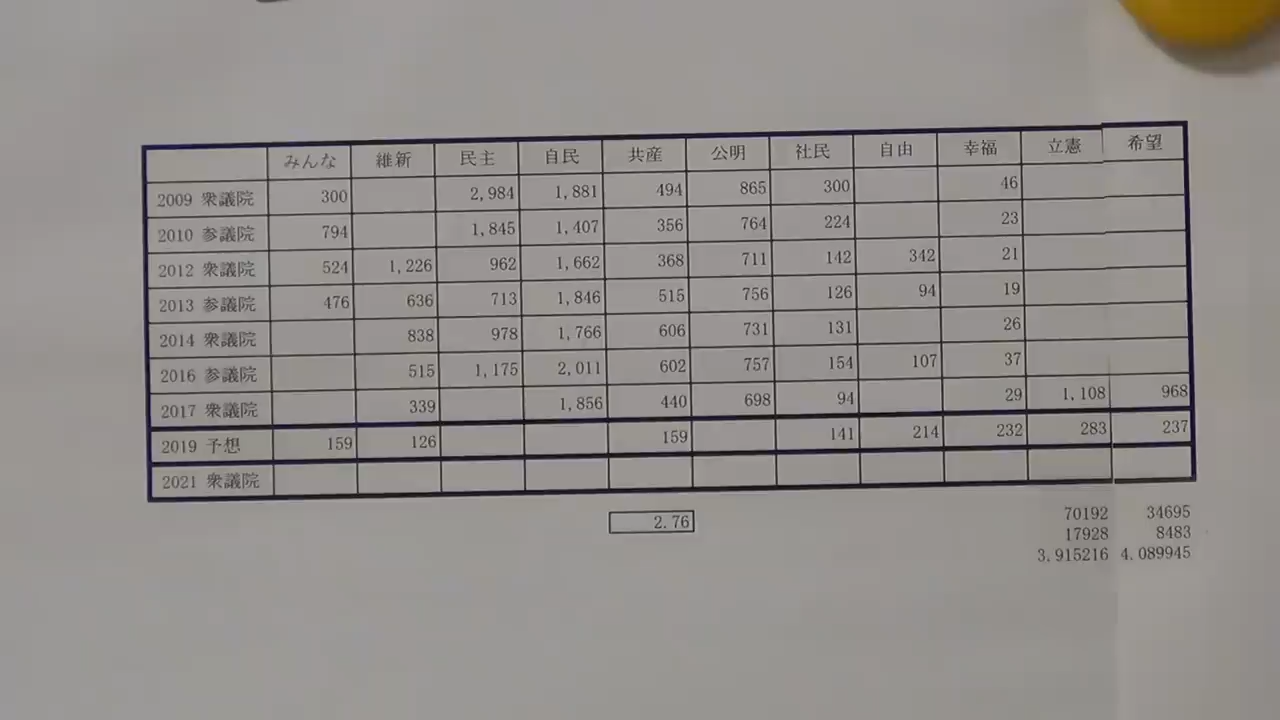 みんな 維新 民主 自民 共産 公明 社民 自由 幸福 立憲 希望
2009 衆議院 300 2,984 1,881 494 865 300 46
2010 参議院 794 1,845 1,407 356 764 224 23
2012 衆議院 524 1,226 962 1,662 368 711 142 342 21
2013 参議院 476 636 713 1,846 515 756 126 94 19
2014 衆議院 838 978 1,766 606 731 131 26
2016 参議院 515 1,175 2,011 602 757 154 107 37
2017 衆議院 339 1,856 440 698 94 29 1,108 968
2019 予想 159 126 159 141 214 232 283 237
2021 衆議院
2.76 70192 34695
17928 8483
3.915216 4.089945